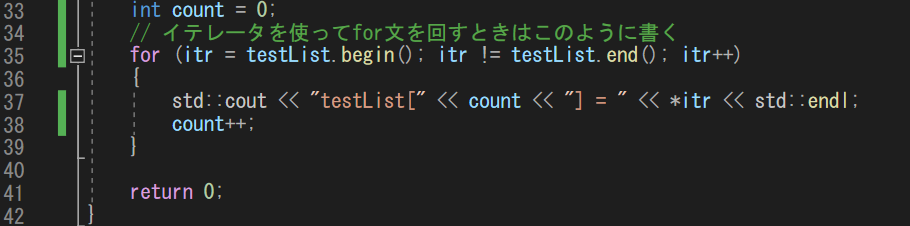 33 int count = 0;
34 // イテレータを使ってfor文を回すときはこのように書く
35 for (itr = testList.begin(); itr != testList.end(); itr++)
36 {
37 std::cout << "testList[" << count << "] = " << *itr << std::endl;
38 count++;
39 }
40
41 return 0;
42 }